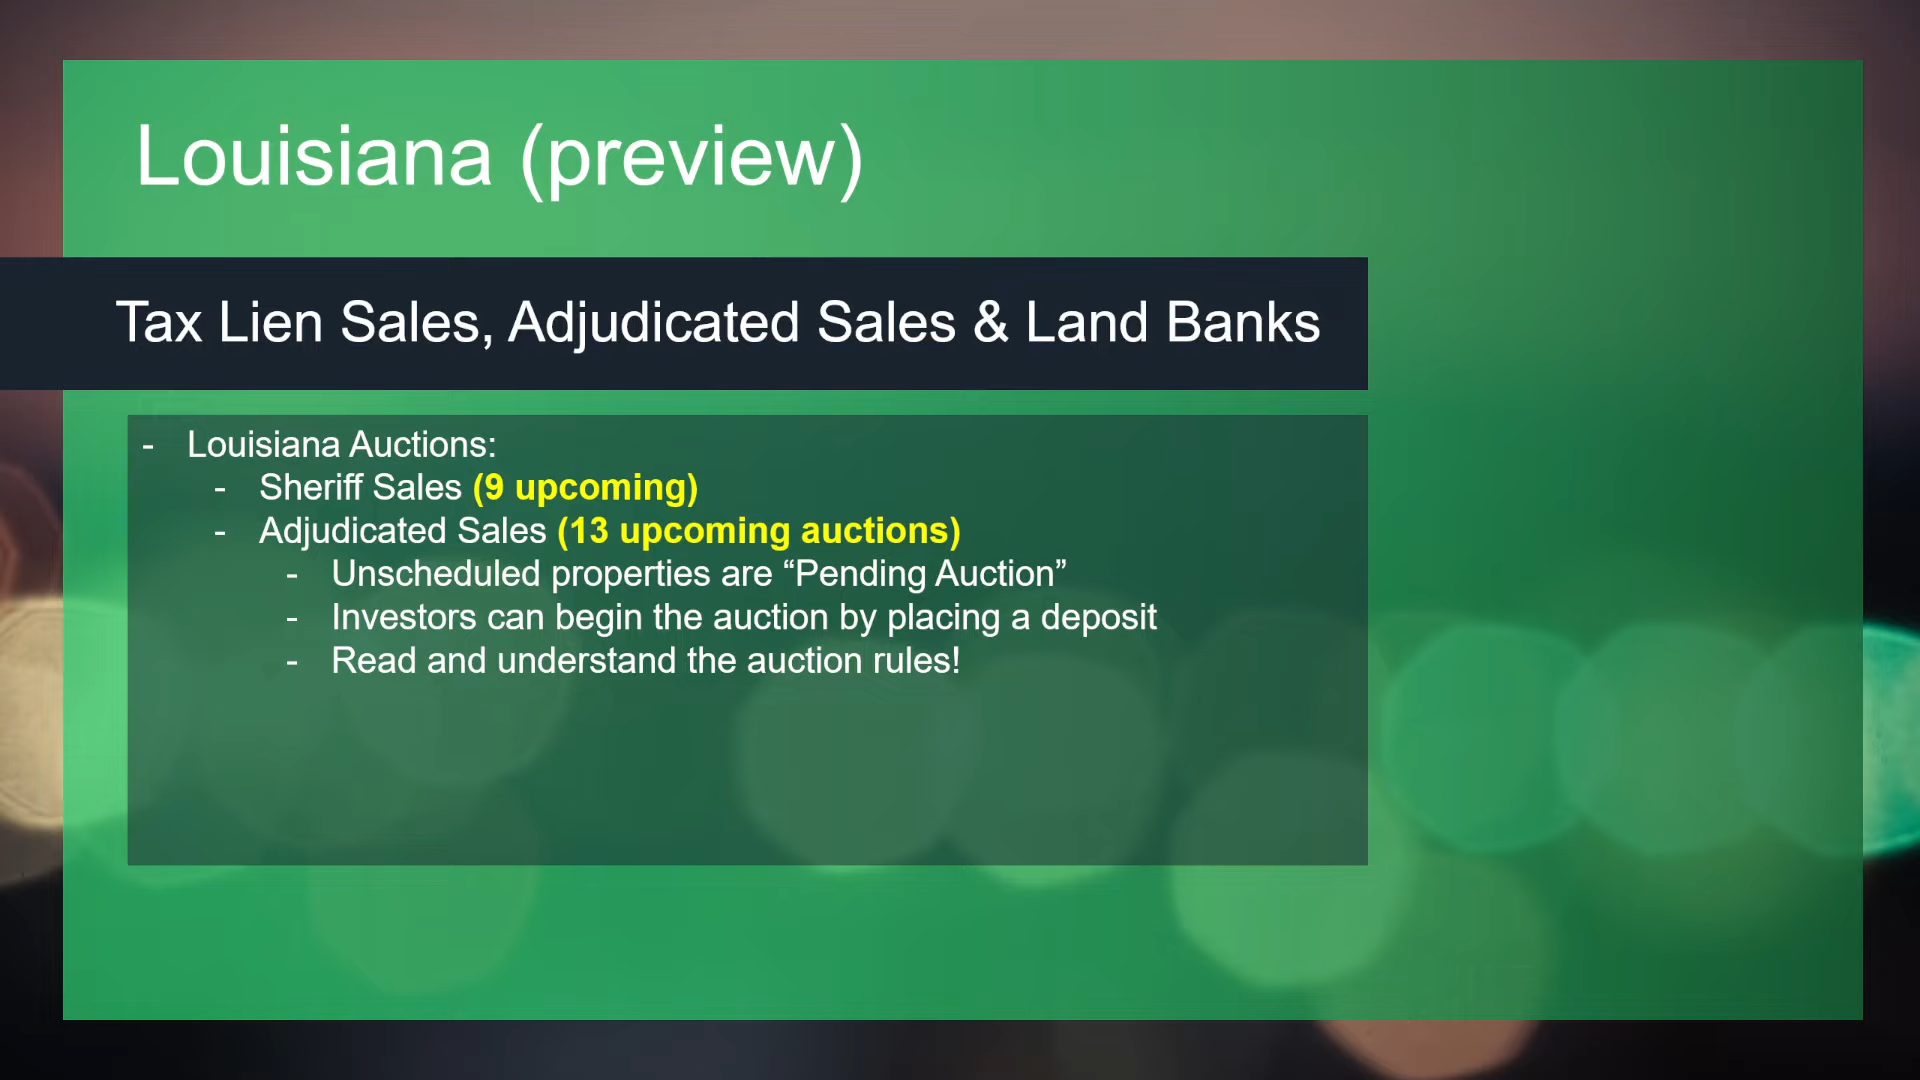 Louisiana (preview)
Tax Lien Sales, Adjudicated Sales & Land Banks
- Louisiana Auctions:
- Sheriff Sales (9 upcoming)
- Adjudicated Sales (13 upcoming auctions)
- Unscheduled properties are “Pending Auction”
- Investors can begin the auction by placing a deposit
- Read and understand the auction rules!